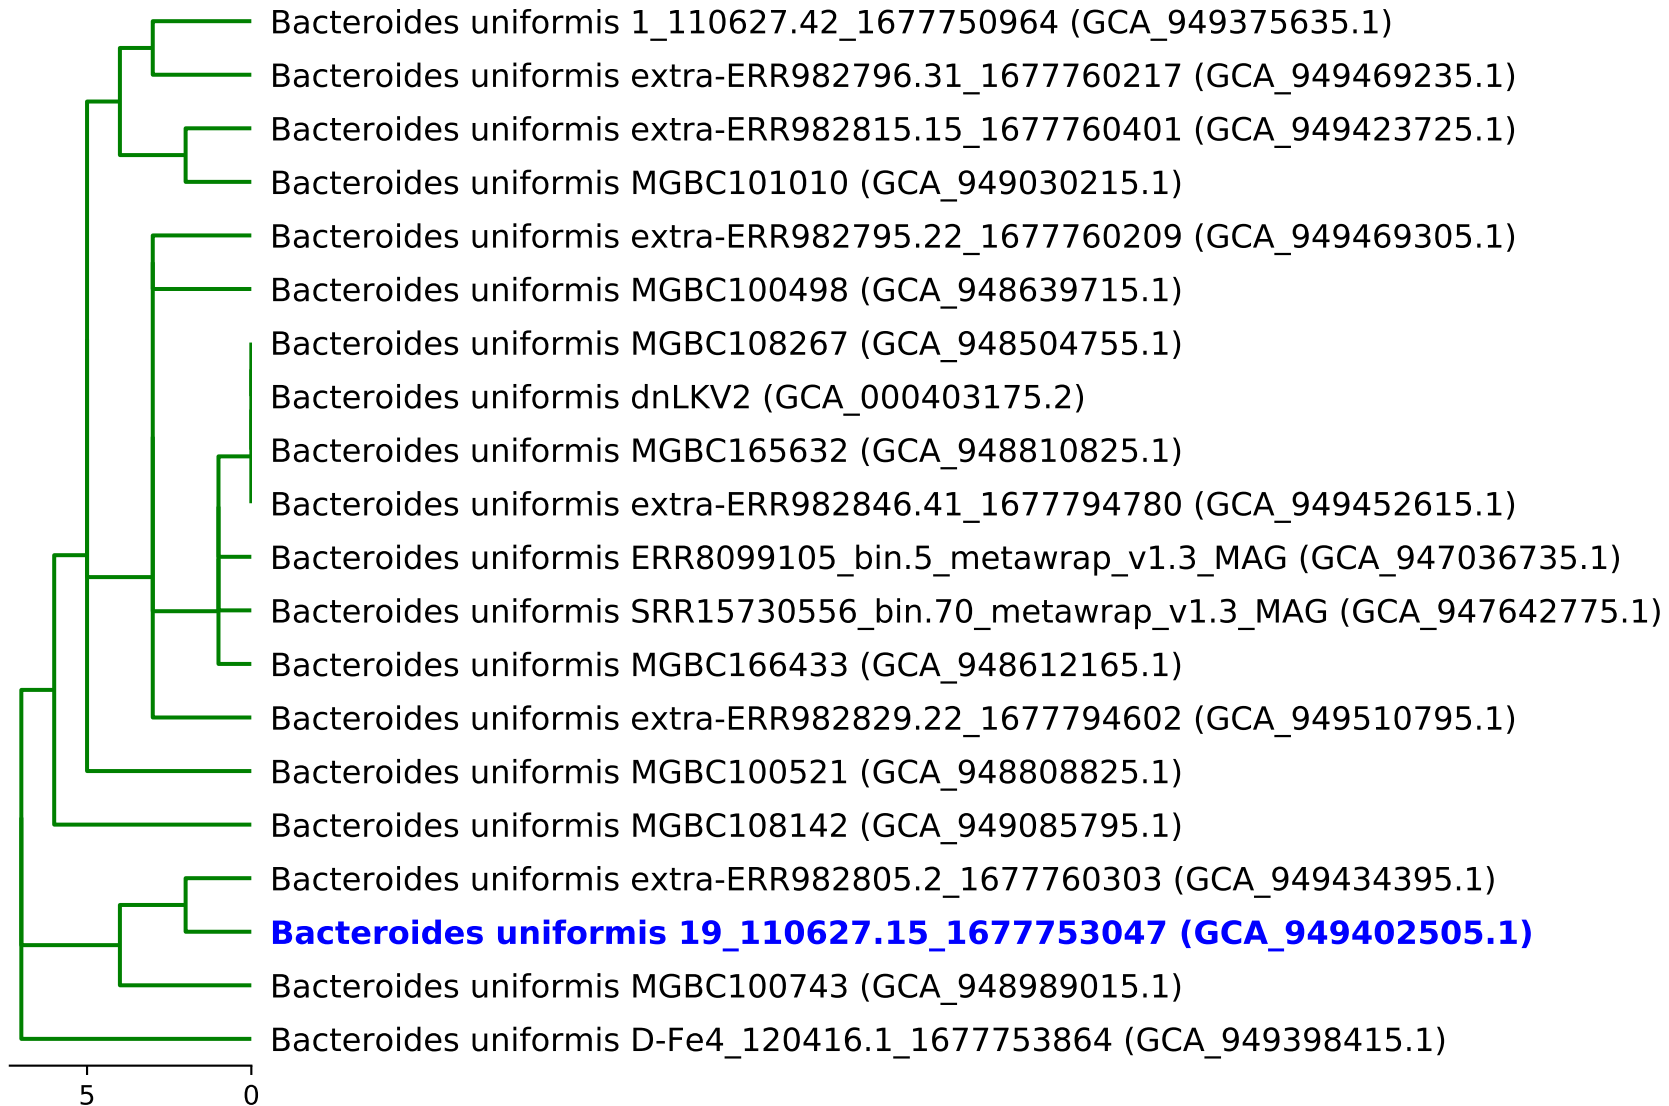 Bacteroides uniformis 1_110627.42_1677750964 (GCA_949375635.1)
Bacteroides uniformis extra-ERR982796.31_1677760217 (GCA_949469235.1)
Bacteroides uniformis extra-ERR982815.15_1677760401 (GCA_949423725.1)
Bacteroides uniformis MGBC101010 (GCA_949030215.1)
Bacteroides uniformis extra-ERR982795.22_1677760209 (GCA_949469305.1)
Bacteroides uniformis MGBC100498 (GCA_948639715.1)
Bacteroides uniformis MGBC108267 (GCA_948504755.1)
Bacteroides uniformis dnLKV2 (GCA_000403175.2)
Bacteroides uniformis MGBC165632 (GCA_948810825.1)
Bacteroides uniformis extra-ERR982846.41_1677794780 (GCA_949452615.1)
Bacteroides uniformis ERR8099105_bin.5_metawrap_v1.3_MAG (GCA_947036735.1)
Bacteroides uniformis SRR15730556_bin.70_metawrap_v1.3_MAG (GCA_947642775.1)
Bacteroides uniformis MGBC166433 (GCA_948612165.1)
Bacteroides uniformis extra-ERR982829.22_1677794602 (GCA_949510795.1)
Bacteroides uniformis MGBC100521 (GCA_948808825.1)
Bacteroides uniformis MGBC108142 (GCA_949085795.1)
Bacteroides uniformis extra-ERR982805.2_1677760303 (GCA_949434395.1)
Bacteroides uniformis 19_110627.15_1677753047 (GCA_949402505.1)
Bacteroides uniformis MGBC100743 (GCA_948989015.1)
Bacteroides uniformis D-Fe4_120416.1_1677753864 (GCA_949398415.1)
5 0